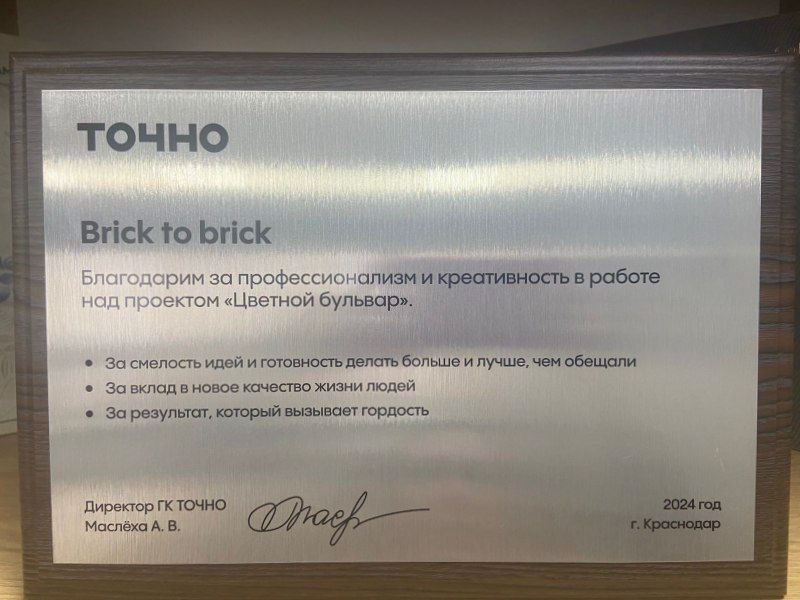 ТОЧНО
Brick to brick
Благодарим за профессионализм и креативность в работе
над проектом «Цветной бульвар».
• За смелость идей и готовность делать больше и лучше, чем обещали
• За вклад в новое качество жизни людей
• За результат, который вызывает гордость
Директор ГК ТОЧНО
Маслёха А. В.
2024 год
г. Краснодар